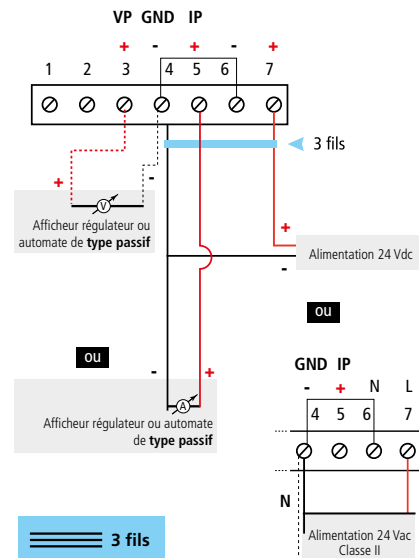 VP GND IP
+ - + - +
1 2 3 4 5 6 7
3 fils
+ -
V
Afficheur régulateur ou
automate de type passif
+
Alimentation 24 Vdc
-
ou
ou
- +
A
Afficheur régulateur ou automate
de type passif
GND IP
- + N L
4 5 6 7
N
Alimentation 24 Vac
Classe II
3 fils